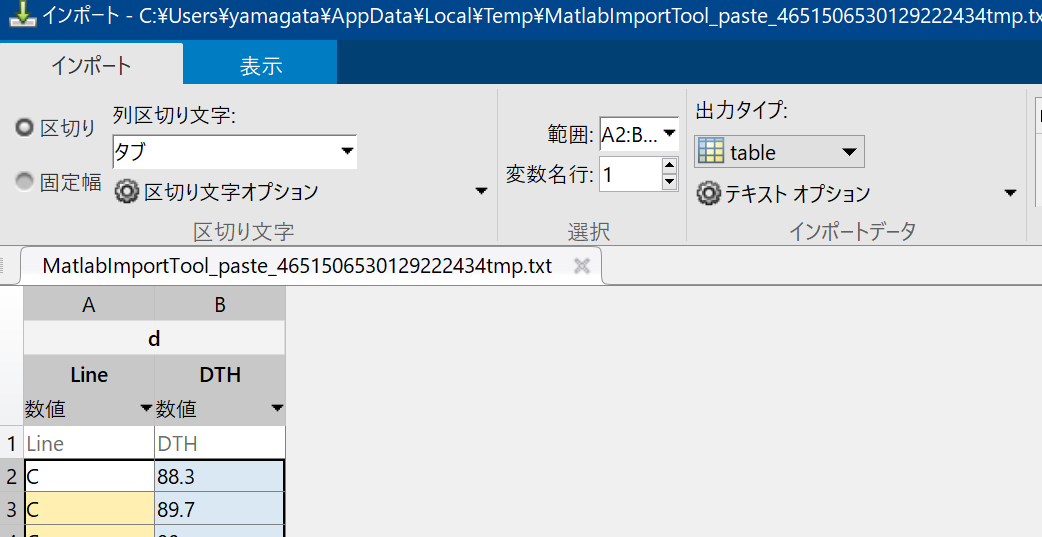 インポート - C:¥Users¥yamagata¥AppData¥Local¥Temp¥MatlabImportTool_paste_4651506530129222434tmp.tx
インポート 表示
区切り
固定幅
列区切り文字:
タブ
区切り文字オプション
区切り文字
範囲: A2:B...
変数名行: 1
選択
出力タイプ:
table
テキスト オプション
インポートデータ
MatlabImportTool_paste_4651506530129222434tmp.txt
A B
d
Line DTH
数値 数値
1 Line DTH
2 C 88.3
3 C 89.7